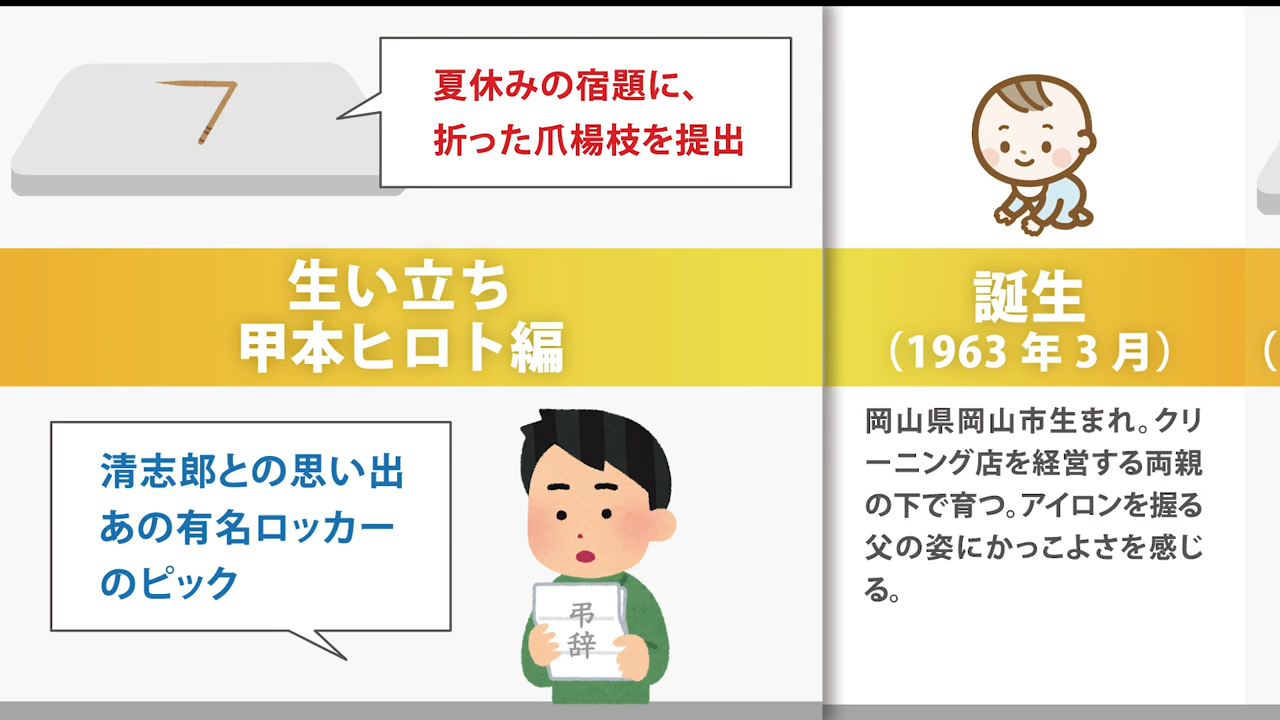 夏休みの宿題に、
折った爪楊枝を提出
生い立ち
甲本ヒロト編
清志郎との思い出
あの有名ロッカー
のピック
弔
辞
誕生
（1963年3月）
岡山県岡山市生まれ。クリ
ーニング店を経営する両親
の下で育つ。アイロンを握る
父の姿にかっこよさを感じ
る。
（